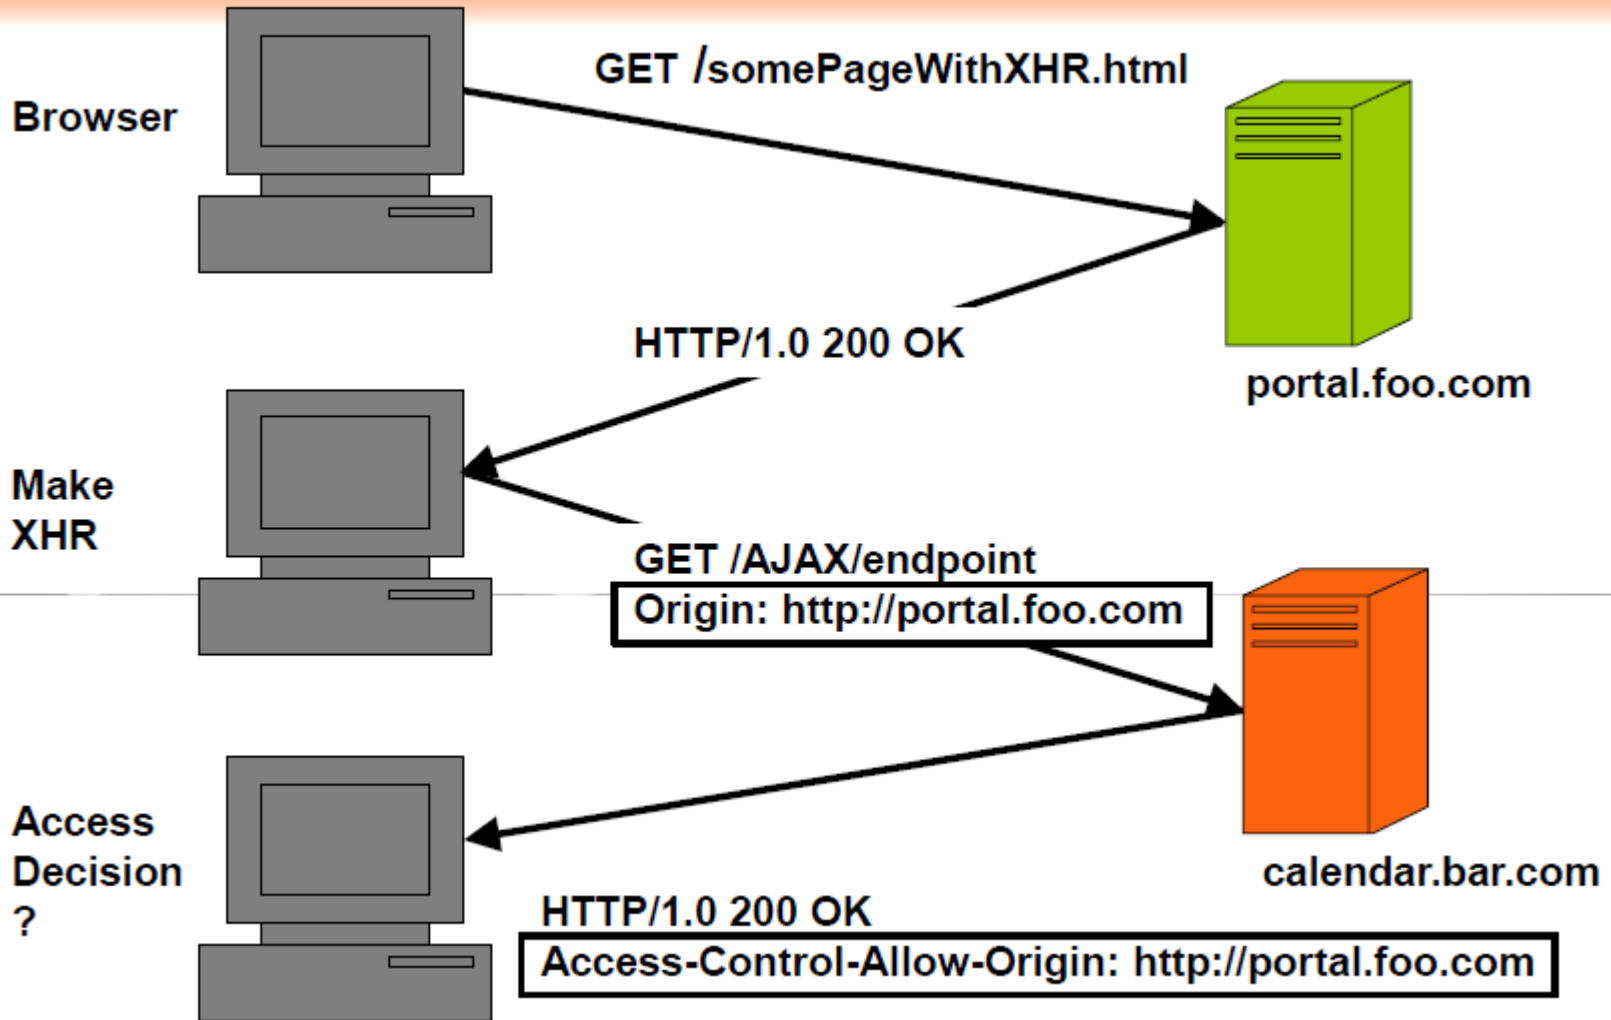 GET /somePageWithXHR.html
Browser
HTTP/1.0 200 OK
portal.foo.com
Make
XHR
GET /AJAX/endpoint
Origin: http://portal.foo.com
Access
Decision
?
calendar.bar.com
HTTP/1.0 200 OK
Access-Control-Allow-Origin: http://portal.foo.com